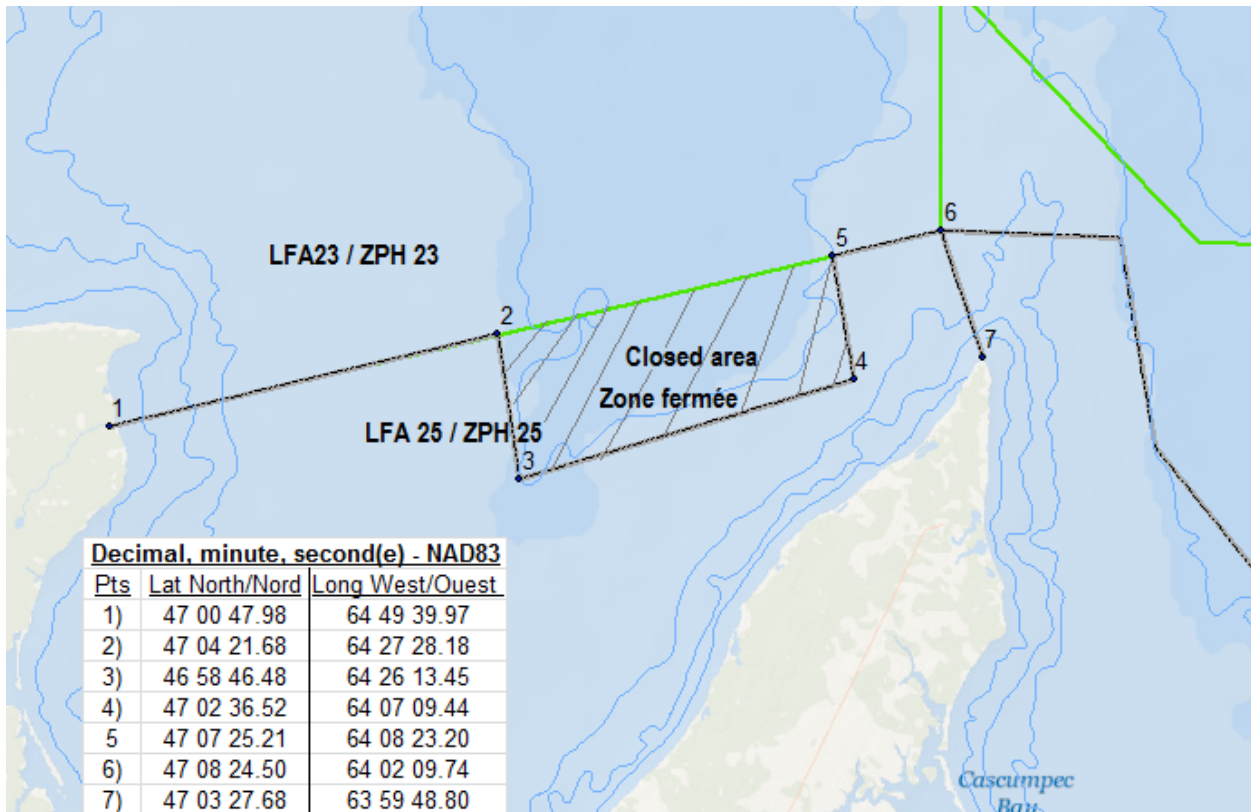 6
5
LFA23 / ZPH 23
2
7
Closed area
4
Zone fermée
1
LFA 25 / ZPH 25
3
Decimal, minute, second(e) - NAD83
Pts Lat North/Nord Long West/Ouest
1) 47 00 47.98 64 49 39.97
2) 47 04 21.68 64 27 28.18
3) 46 58 46.48 64 26 13.45
4) 47 02 36.52 64 07 09.44
5 47 07 25.21 64 08 23.20
6) 47 08 24.50 64 02 09.74
7) 47 03 27.68 63 59 48.80
Cascumpec
Bay